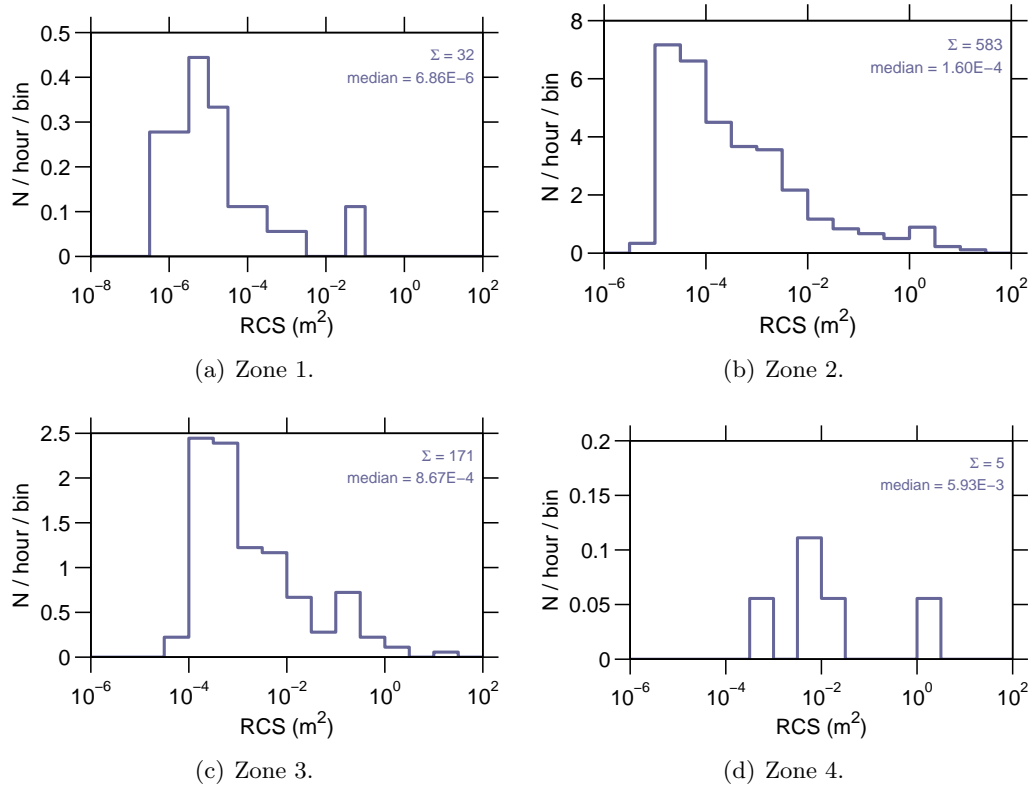 0.5
0.4
0.3
0.2
0.1
0
N / hour / bin
Σ = 32
median = 6.86E−6
10^−8 10^−6 10^−4 10^−2 10^0 10^2
RCS (m^2)
(a) Zone 1.
8
6
4
2
0
N / hour / bin
Σ = 583
median = 1.60E−4
10^−6 10^−4 10^−2 10^0 10^2
RCS (m^2)
(b) Zone 2.
2.5
2
1.5
1
0.5
0
N / hour / bin
Σ = 171
median = 8.67E−4
10^−6 10^−4 10^−2 10^0 10^2
RCS (m^2)
(c) Zone 3.
0.2
0.15
0.1
0.05
0
N / hour / bin
Σ = 5
median = 5.93E−3
10^−6 10^−4 10^−2 10^0 10^2
RCS (m^2)
(d) Zone 4.